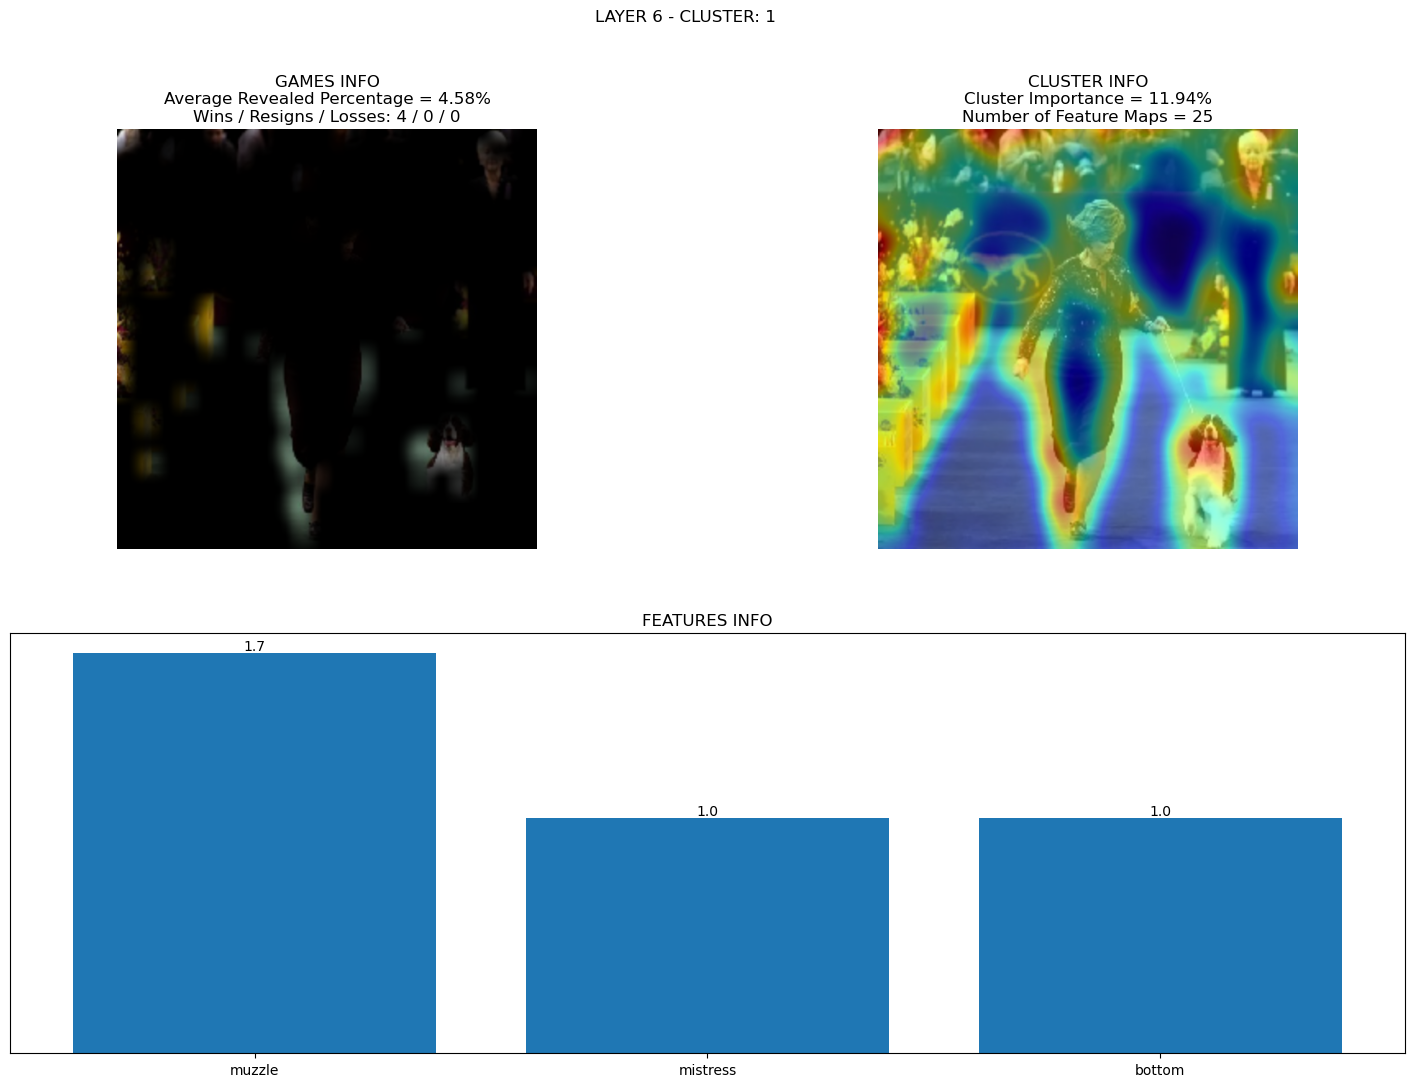 LAYER 6 - CLUSTER: 1
GAMES INFO
Average Revealed Percentage = 4.58%
Wins / Resigns / Losses: 4 / 0 / 0
CLUSTER INFO
Cluster Importance = 11.94%
Number of Feature Maps = 25
FEATURES INFO
1.7
1.0
1.0
muzzle
mistress
bottom